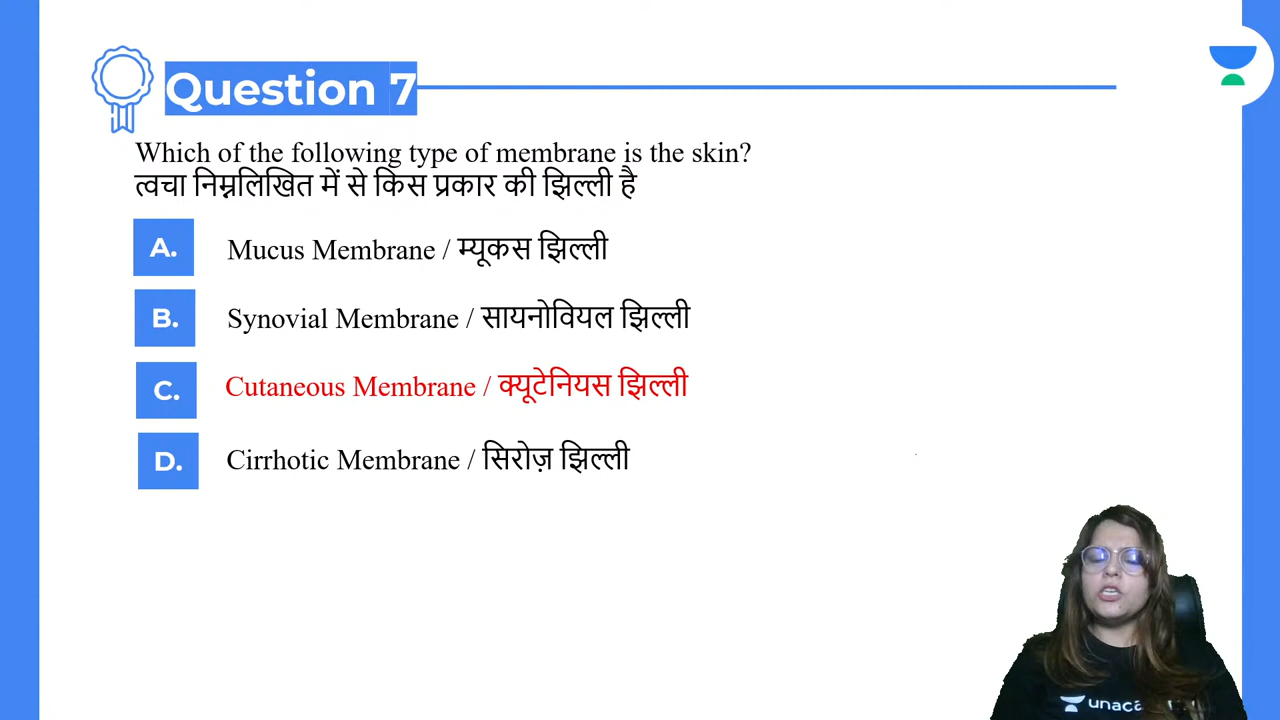 Question 7
Which of the following type of membrane is the skin?
त्वचा निम्नलिखित में से किस प्रकार की झिल्ली है
A. Mucus Membrane / म्यूकस झिल्ली
B. Synovial Membrane / सायनोवियल झिल्ली
C. Cutaneous Membrane / क्यूटेनियस झिल्ली
D. Cirrhotic Membrane / सिरोज़ झिल्ली